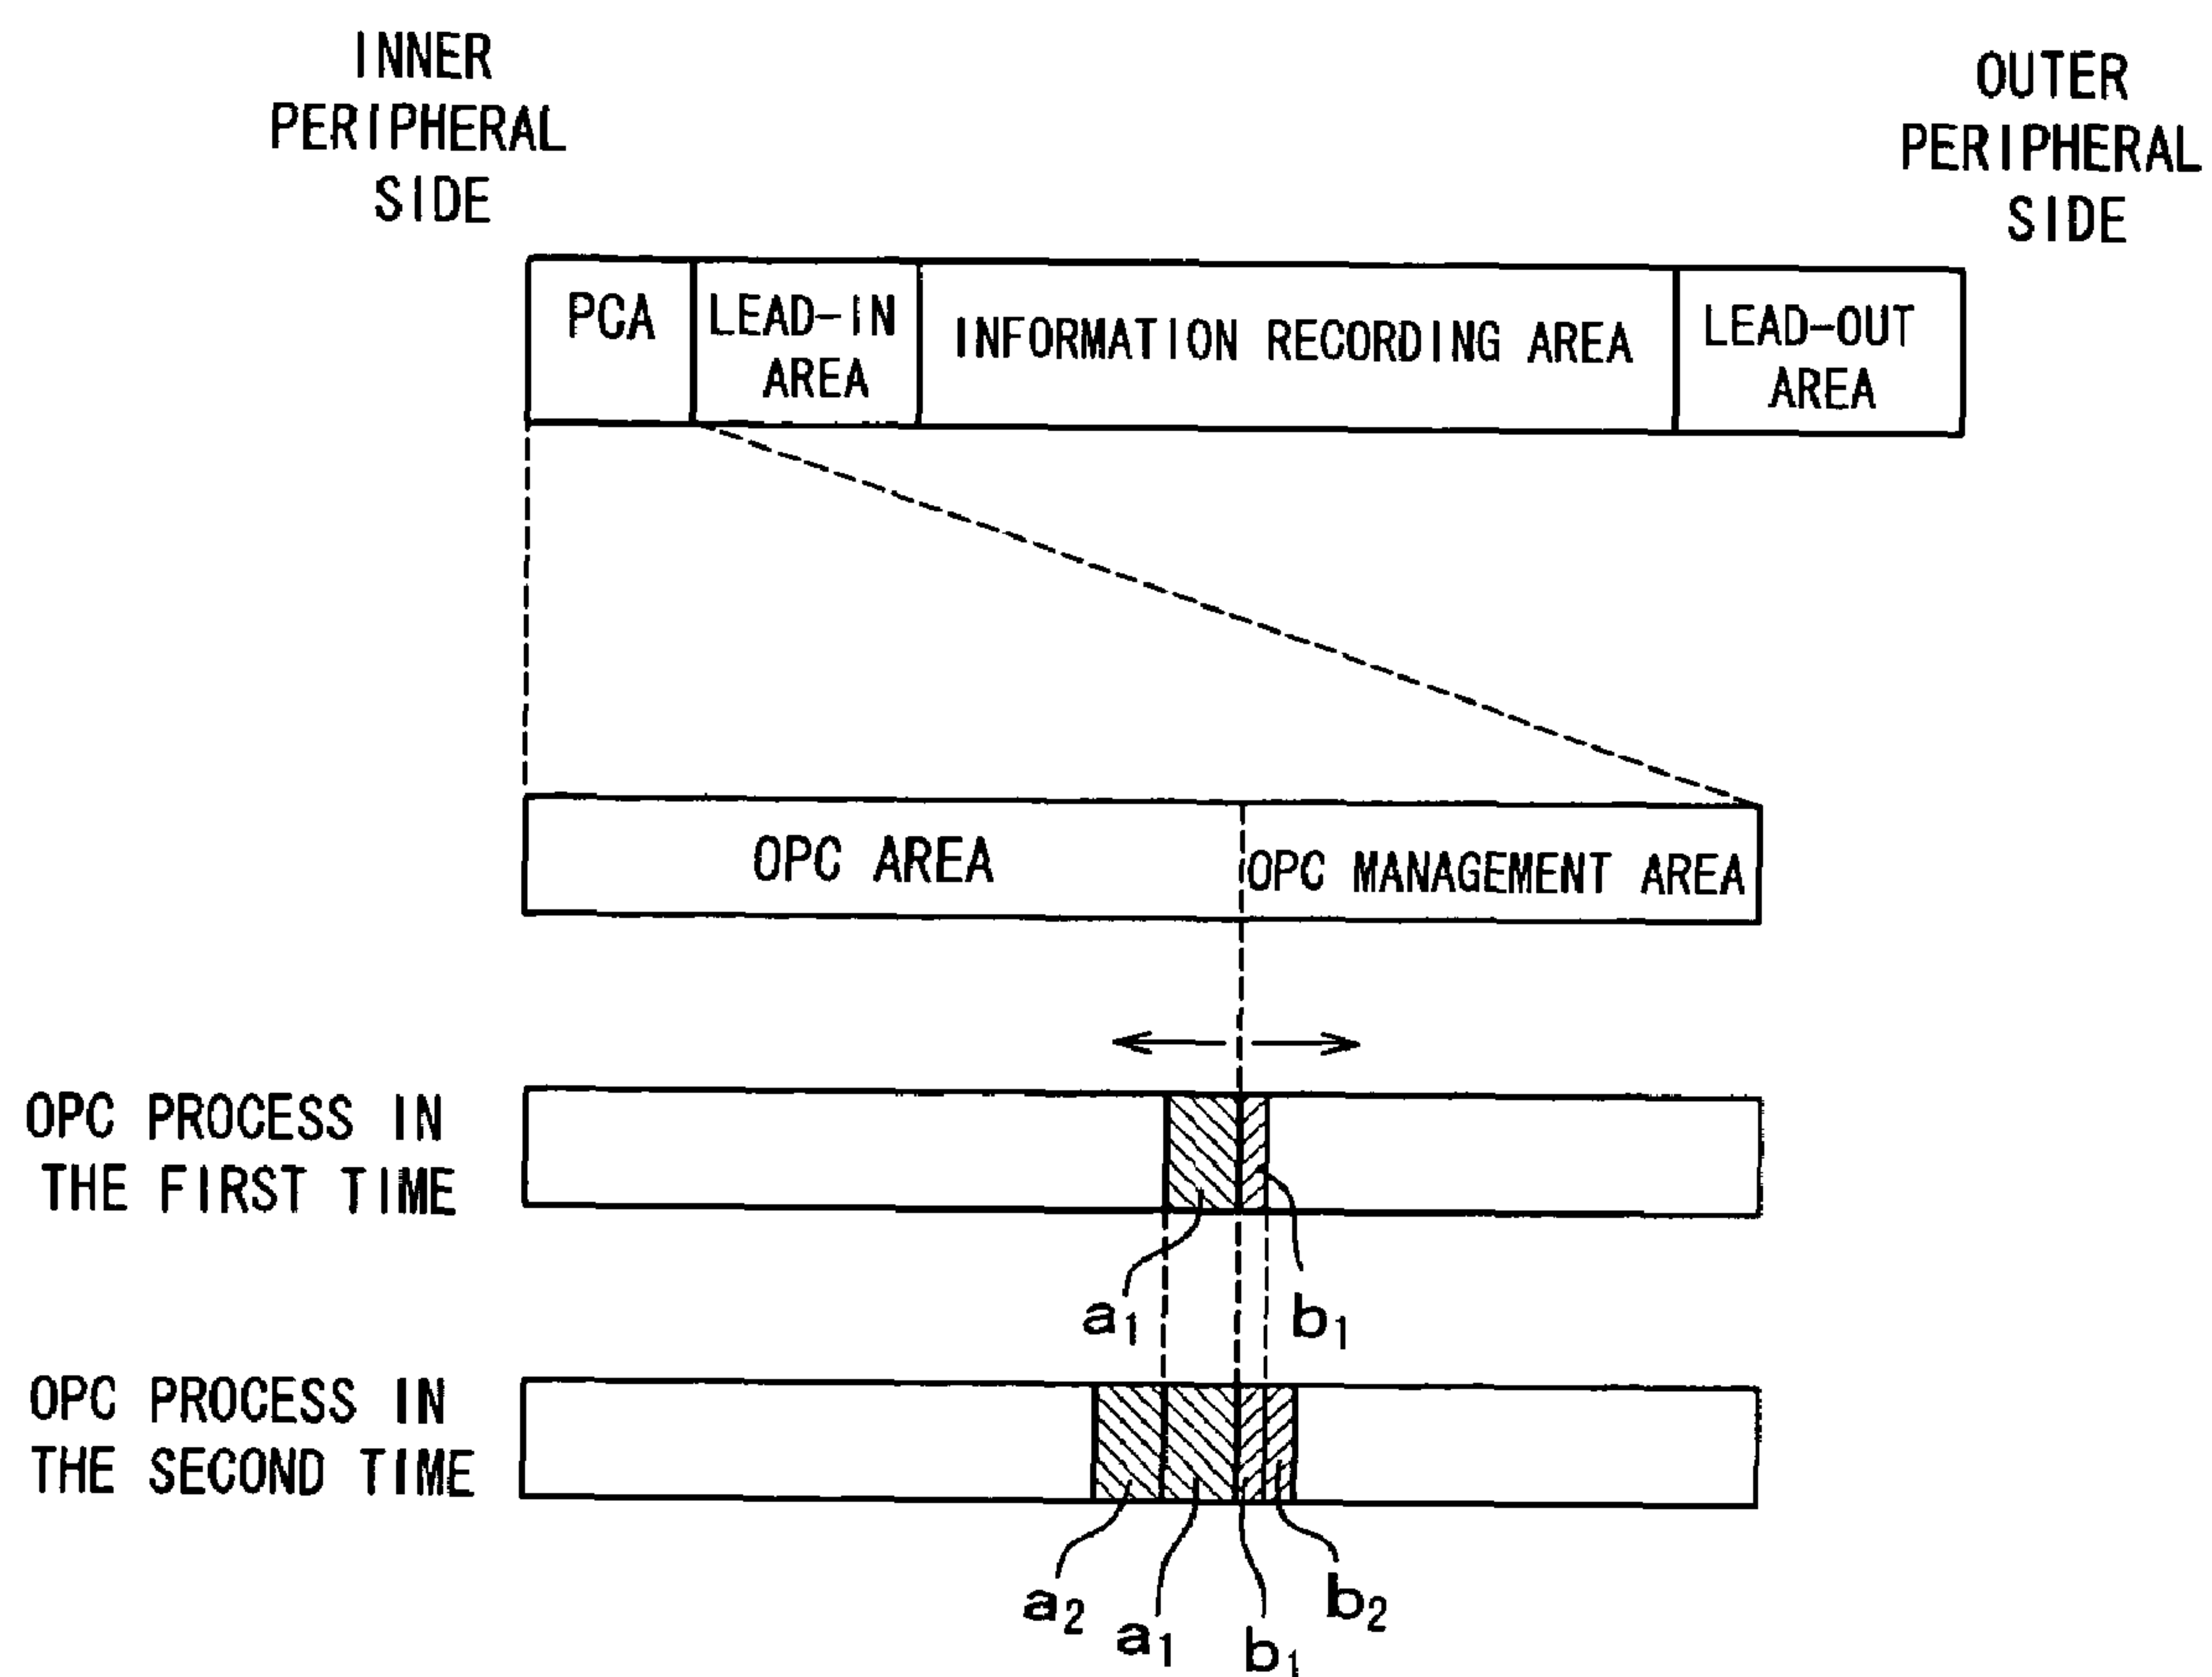 INNER
PERIPHERAL
SIDE
OUTER
PERIPHERAL
SIDE
PCA
LEAD-IN
AREA
INFORMATION RECORDING AREA
LEAD-OUT
AREA
OPC AREA
OPC MANAGEMENT AREA
OPC PROCESS IN
THE FIRST TIME
a₁
b₁
OPC PROCESS IN
THE SECOND TIME
a₂
a₁
b₁
b₂